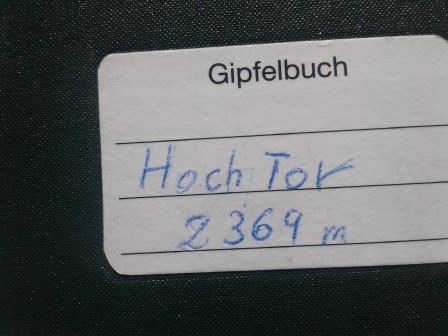 Gipfelbuch
Hoch Tor
2369 m